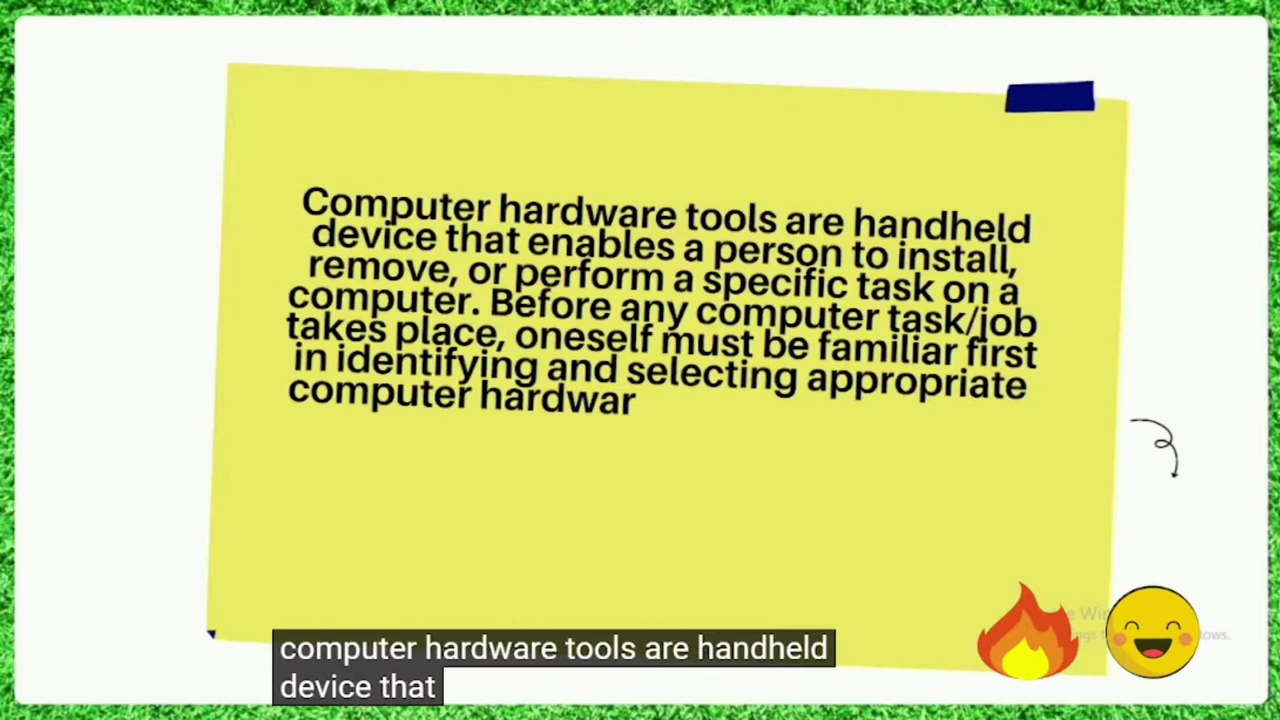 Computer hardware tools are handheld
device that enables a person to install,
remove, or perform a specific task on a
computer. Before any computer task/job
takes place, oneself must be familiar first
in identifying and selecting appropriate
computer hardwar
computer hardware tools are handheld
device that